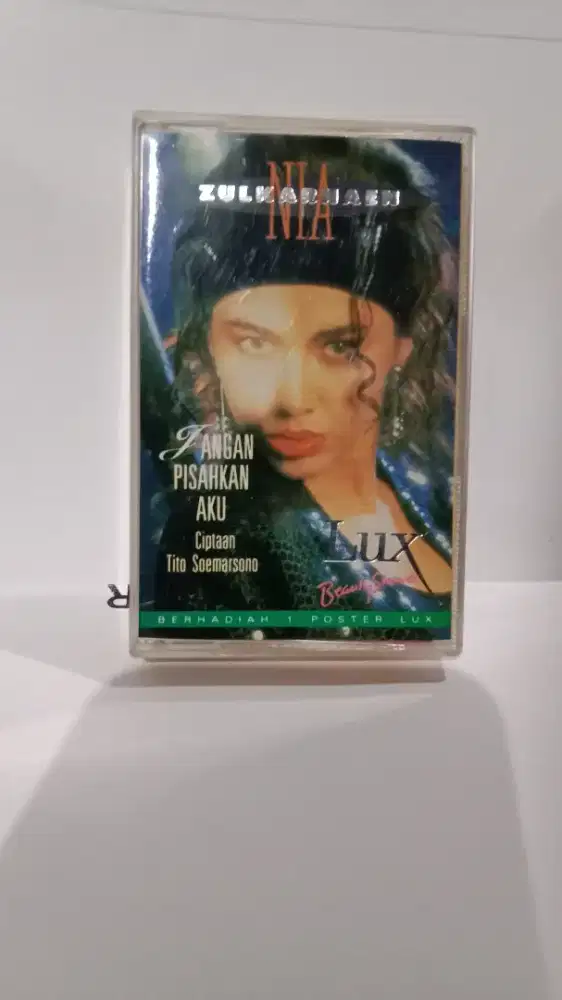 NIA
ZULKARNAEN
JANGAN
PISAHKAN
AKU
Ciptaan
Tito Soemarsono
LUX
BERHADIAH 1 POSTER LUX
R